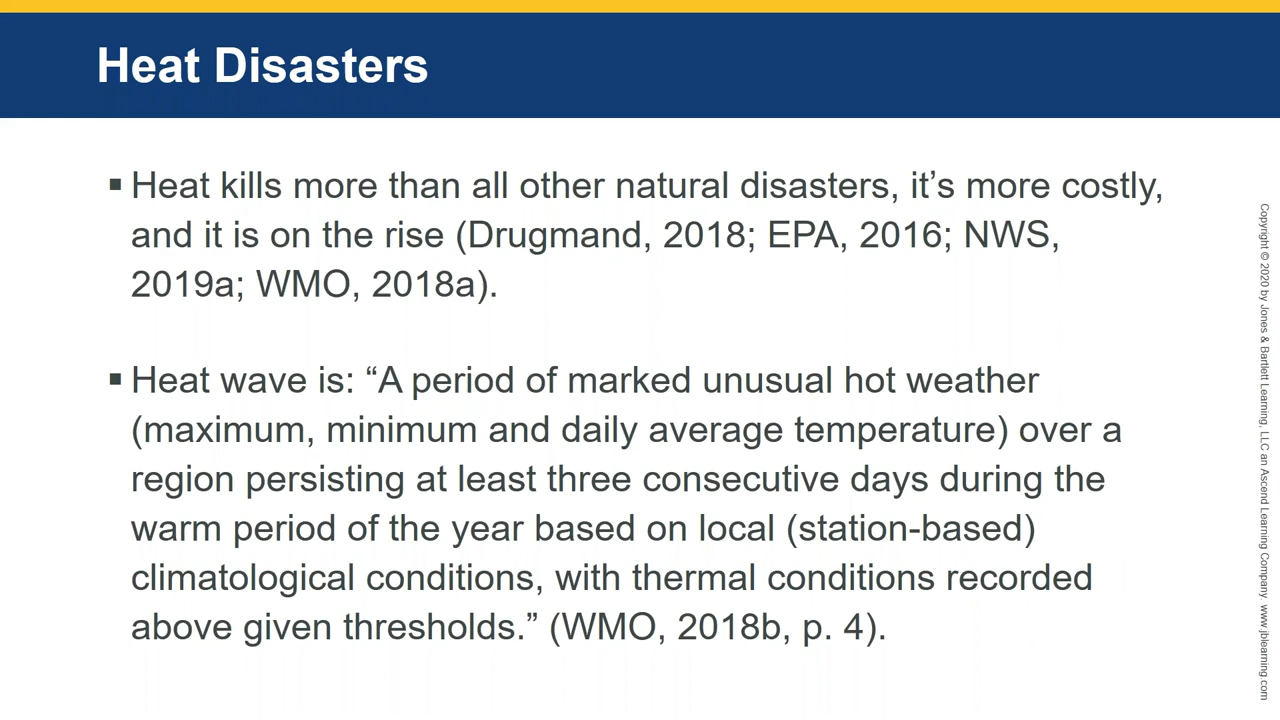 Heat Disasters
▪ Heat kills more than all other natural disasters, it’s more costly,
and it is on the rise (Drugmand, 2018; EPA, 2016; NWS,
2019a; WMO, 2018a).
▪ Heat wave is: “A period of marked unusual hot weather
(maximum, minimum and daily average temperature) over a
region persisting at least three consecutive days during the
warm period of the year based on local (station-based)
climatological conditions, with thermal conditions recorded
above given thresholds.” (WMO, 2018b, p. 4).
Copyright © 2020 by Jones & Bartlett Learning, LLC an Ascend Learning Company. www.jblearning.com